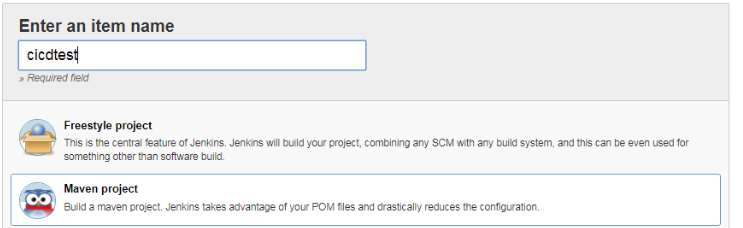 Enter an item name
cicdtest
» Required field
Freestyle project
This is the central feature of Jenkins. Jenkins will build your project, combining any SCM with any build system, and this can be even used for
something other than software build.
Maven project
Build a maven project. Jenkins takes advantage of your POM files and drastically reduces the configuration.